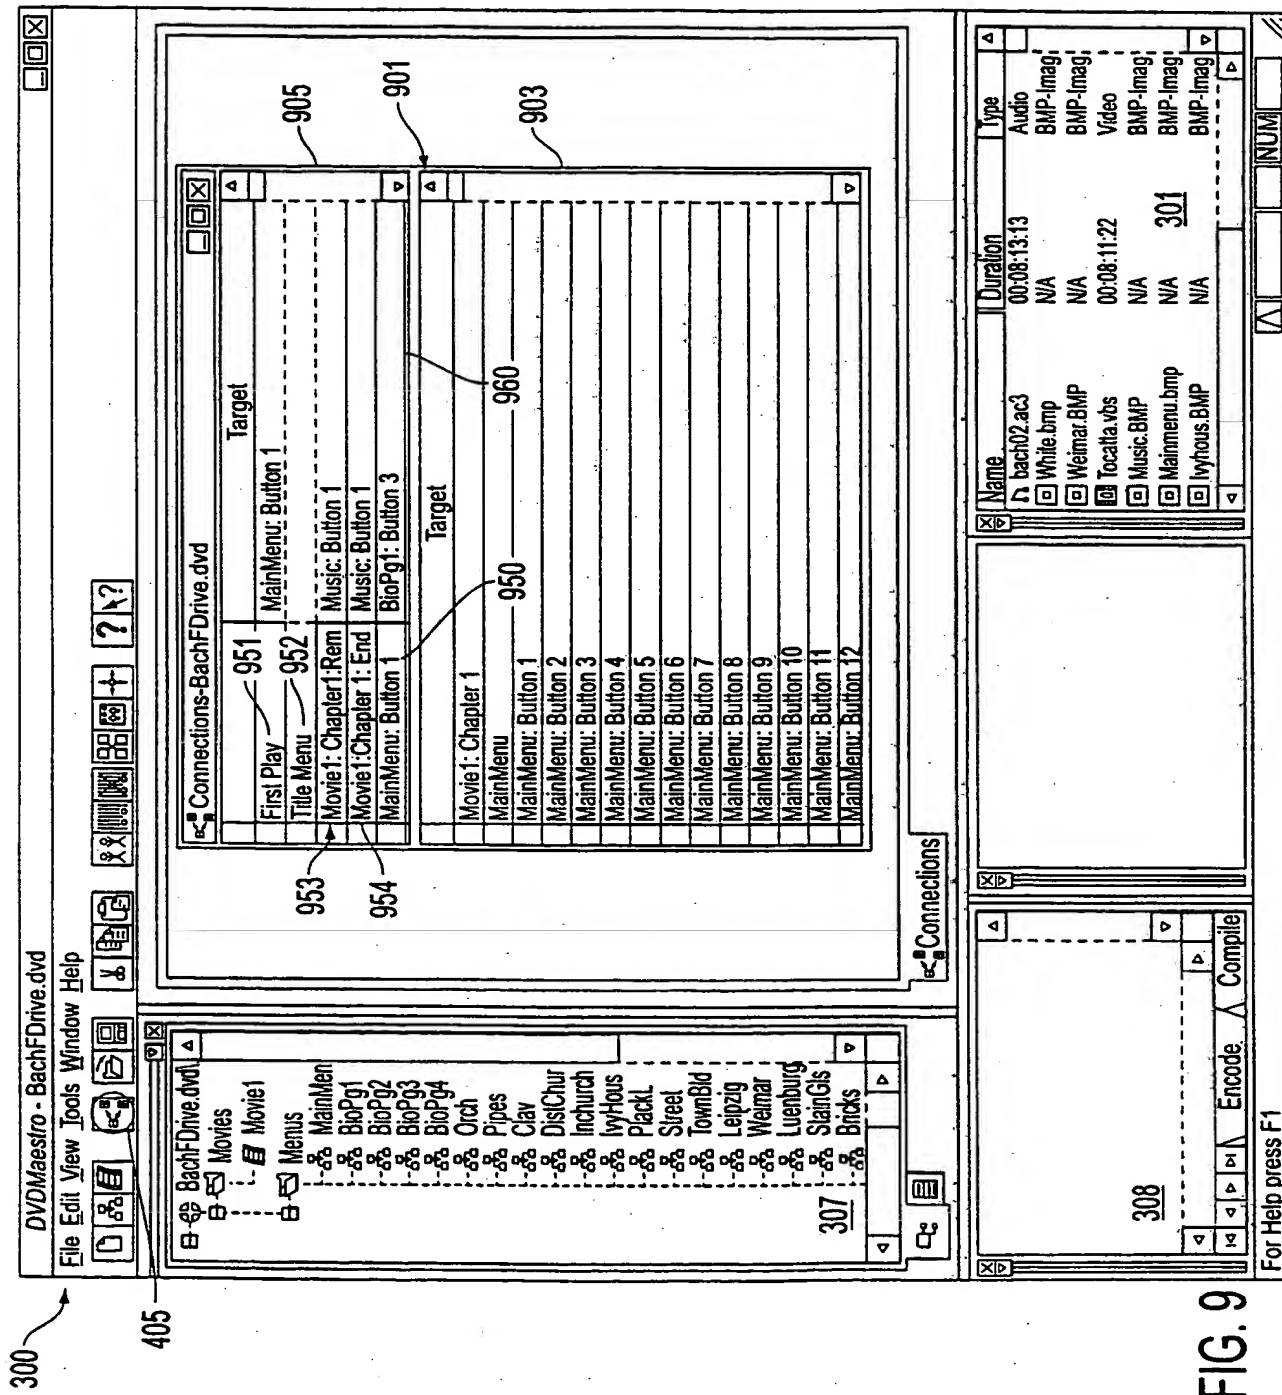 300
DVDMaestro - BachFDrive.dvd
File Edit View Tools Window Help
405
BachFDrive.dvd\
Movies
Movie1
Menus
MainMen
BioPg1
BioPg2
BioPg3
BioPg4
Orch
Pipes
Clav
DistChur
Inchurch
IvyHous
PlackL
Street
TownBld
Leipzig
Weimar
Luenburg
StainGls
Bricks
307
Connections-BachFDrive.dvd
905
901
903
Target
First Play
951
MainMenu: Button 1
Title Menu
952
953
Movie1: Chapter1:Rem
Music: Button 1
954
Movie1:Chapter 1: End
Music: Button 1
MainMenu: Button 1
BioPg1: Button 3
950
960
Target
Movie1: Chapter 1
MainMenu
MainMenu: Button 1
MainMenu: Button 2
MainMenu: Button 3
MainMenu: Button 4
MainMenu: Button 5
MainMenu: Button 6
MainMenu: Button 7
MainMenu: Button 8
MainMenu: Button 9
MainMenu: Button 10
MainMenu: Button 11
MainMenu: Button 12
Connections
308
Encode Compile
Name Duration Type
bach02.ac3 00:08:13:13 Audio
White.bmp N/A BMP-Imag
Weimar.BMP N/A BMP-Imag
Tocatta.vbs 00:08:11:22 Video
Music.BMP N/A BMP-Imag
Mainmenu.bmp N/A BMP-Imag
Ivyhous.BMP N/A BMP-Imag
301
For Help press F1
NUM
FIG. 9